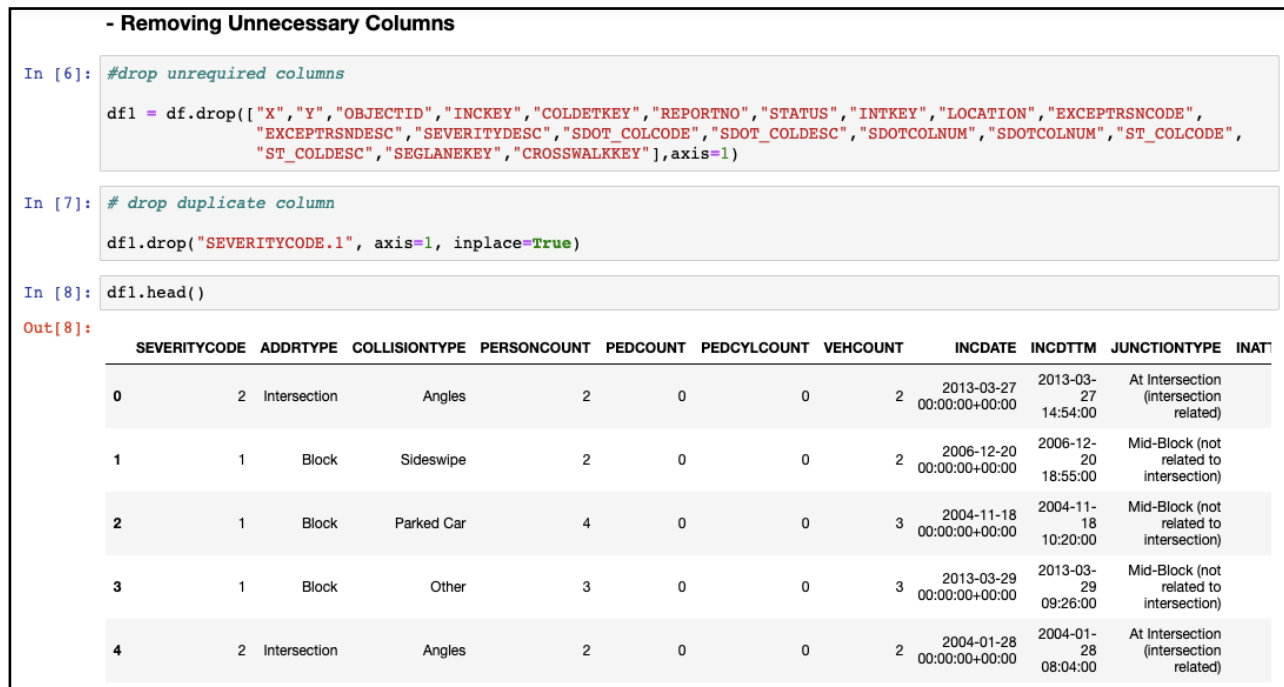 - Removing Unnecessary Columns
In [6]: #drop unrequired columns
df1 = df.drop(["X","Y","OBJECTID","INCKEY","COLDETKEY","REPORTNO","STATUS","INTKEY","LOCATION","EXCEPTRSNCODE",
"EXCEPTRSNDESC","SEVERITYDESC","SDOT_COLCODE","SDOT_COLDESC","SDOTCOLNUM","SDOTCOLNUM","ST_COLCODE",
"ST_COLDESC","SEGLANEKEY","CROSSWALKKEY"],axis=1)
In [7]: # drop duplicate column
df1.drop("SEVERITYCODE.1", axis=1, inplace=True)
In [8]: df1.head()
Out[8]:
SEVERITYCODE ADDRTYPE COLLISIONTYPE PERSONCOUNT PEDCOUNT PEDCYLCOUNT VEHCOUNT INCDATE INCDTTM JUNCTIONTYPE INATT
0 2 Intersection Angles 2 0 0 2 2013-03-27 00:00:00+00:00 2013-03-27 14:54:00 At Intersection (intersection related)
1 1 Block Sideswipe 2 0 0 2 2006-12-20 00:00:00+00:00 2006-12-20 18:55:00 Mid-Block (not related to intersection)
2 1 Block Parked Car 4 0 0 3 2004-11-18 00:00:00+00:00 2004-11-18 10:20:00 Mid-Block (not related to intersection)
3 1 Block Other 3 0 0 3 2013-03-29 00:00:00+00:00 2013-03-29 09:26:00 Mid-Block (not related to intersection)
4 2 Intersection Angles 2 0 0 2 2004-01-28 00:00:00+00:00 2004-01-28 08:04:00 At Intersection (intersection related)